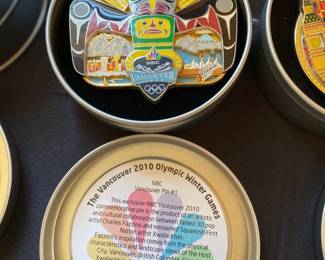 NBC
VANCOUVER
The Vancouver 2010 Olympic Winter Games
NBC
Vancouver Pin #1
This exclusive NBC Vancouver 2010
commemorative pin is the product of an artistic
and cultural collaboration between famed 3D pop
artist Charles Fazzino and renowned Squamish First
Nation artist Xwalacktun.
Fazzino's inspiration comes from the physical
characteristics and landscape views of the Host
City, Vancouver, British Columbia, Canada.